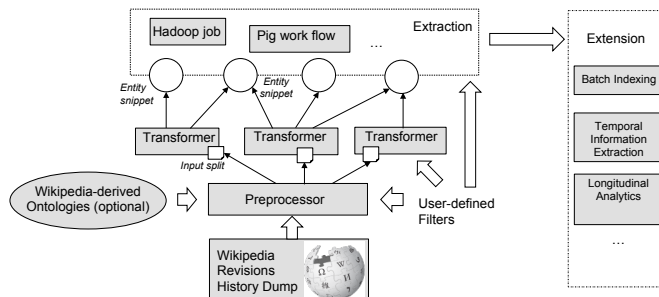 Extraction
Hadoop job
Pig work flow
...
Entity
snippet
Entity
snippet
Transformer
Transformer
Transformer
Input split
Wikipedia-derived
Ontologies (optional)
Preprocessor
User-defined
Filters
Wikipedia
Revisions
History Dump
Extension
Batch Indexing
Temporal
Information
Extraction
Longitudinal
Analytics
...